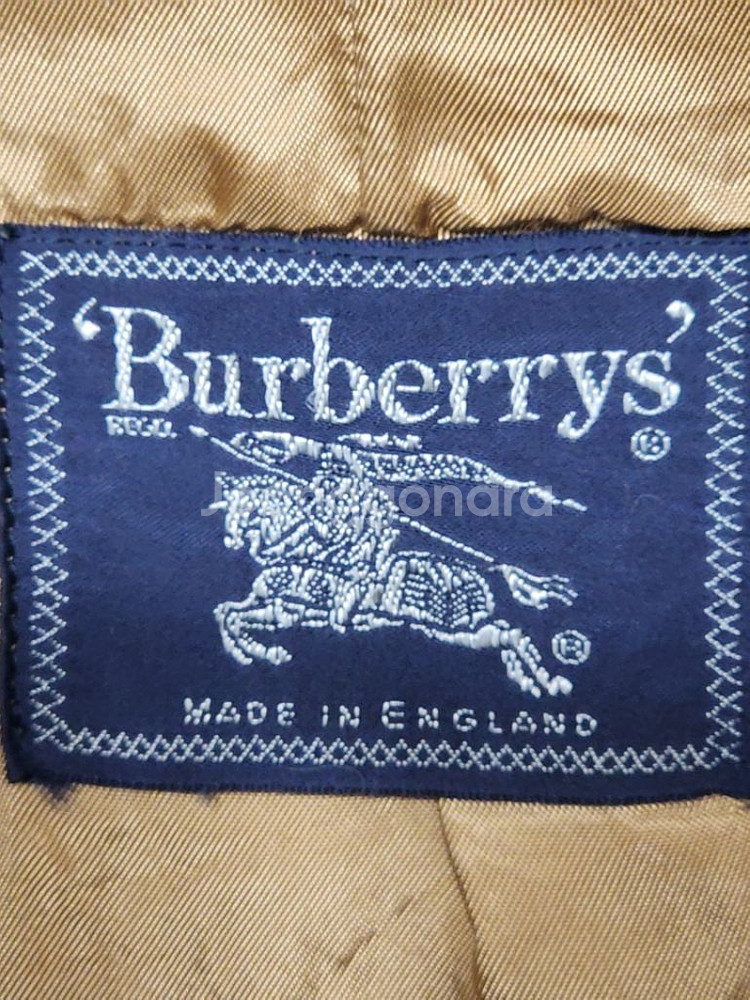 'Burberrys'
REGD. ®
®
MADE IN ENGLAND